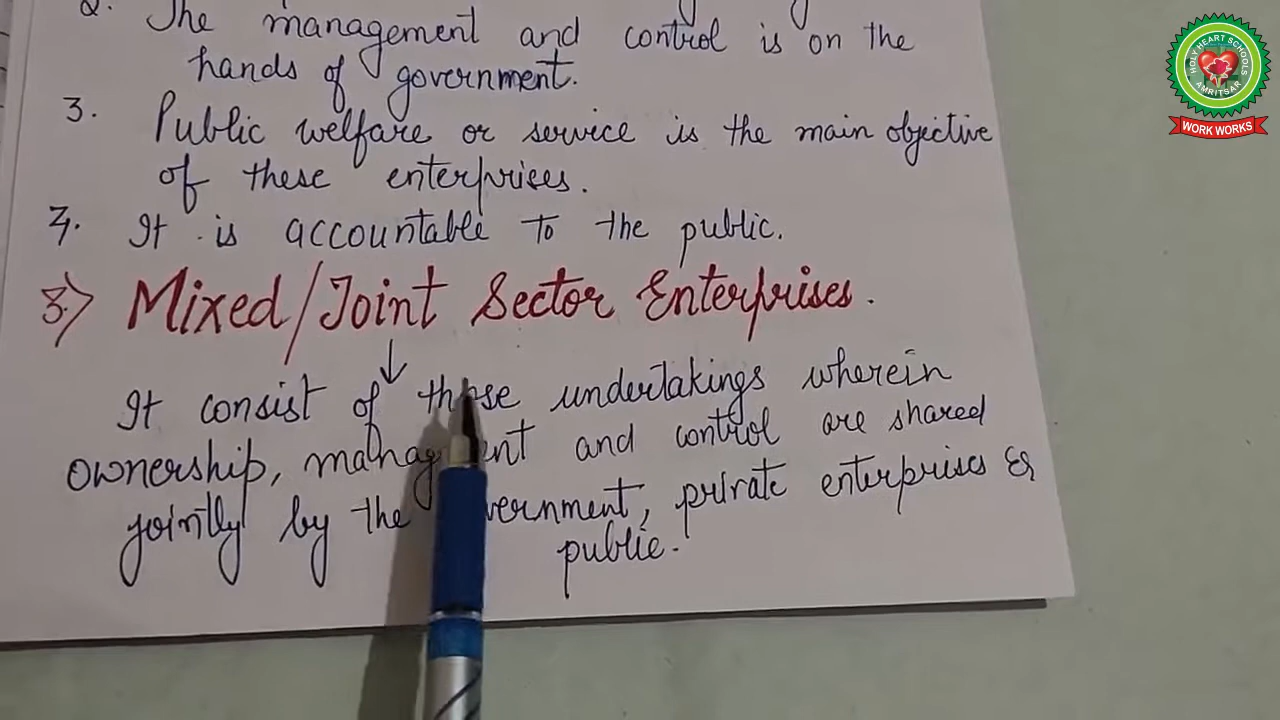 2. The management and control is on the
hands of government.
3. Public welfare or service is the main objective
of these enterprises.
4. It is accountable to the public.
3.) Mixed/Joint Sector Enterprises.
↓
It consist of those undertakings wherein
ownership, management and control are shared
jointly by the government, private enterprises &
public.
HOLY HEART SCHOOLS
AMRITSAR
WORK WORKS